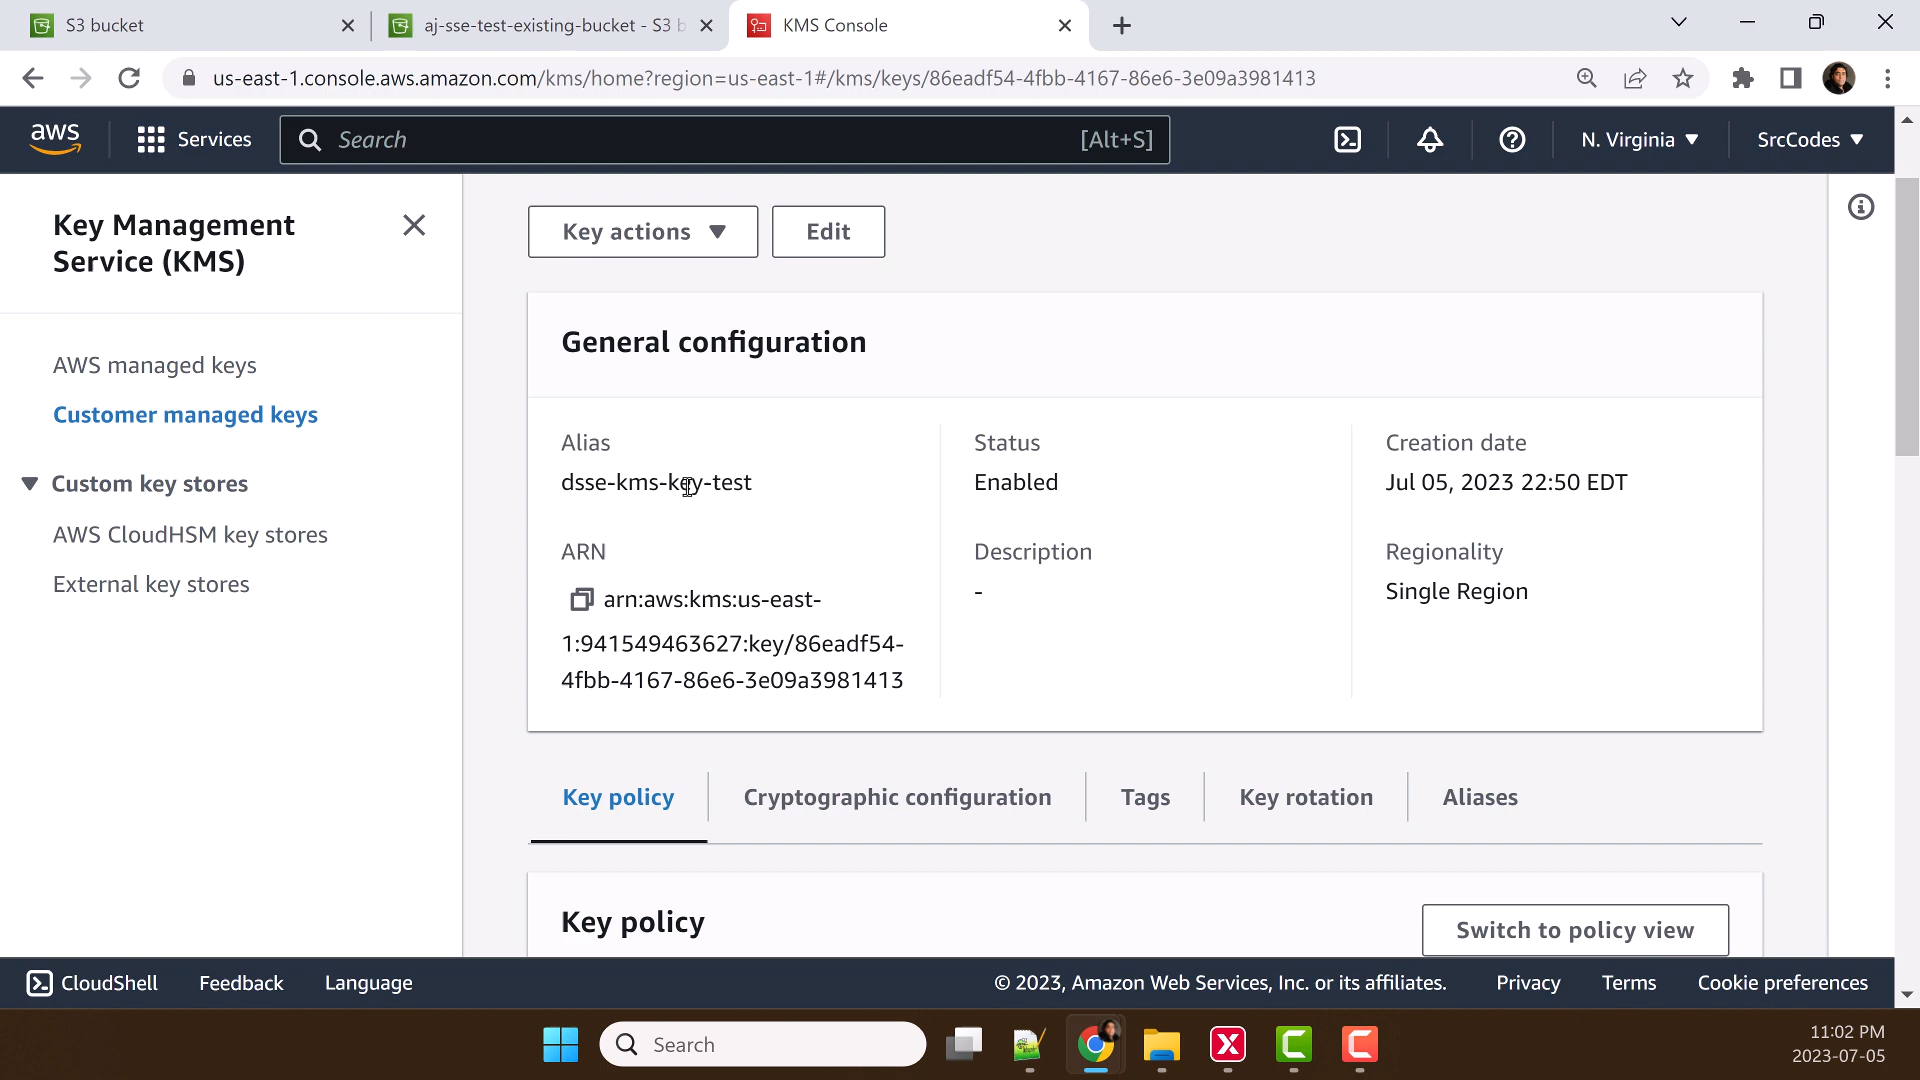 S3 bucket
aj-sse-test-existing-bucket - S3 b
KMS Console
us-east-1.console.aws.amazon.com/kms/home?region=us-east-1#/kms/keys/86eadf54-4fbb-4167-86e6-3e09a3981413
aws
Services
Search
[Alt+S]
N. Virginia
SrcCodes
Key Management
Service (KMS)
AWS managed keys
Customer managed keys
Custom key stores
AWS CloudHSM key stores
External key stores
Key actions
Edit
General configuration
Alias
dsse-kms-key-test
Status
Enabled
Creation date
Jul 05, 2023 22:50 EDT
ARN
arn:aws:kms:us-east-
1:941549463627:key/86eadf54-
4fbb-4167-86e6-3e09a3981413
Description
-
Regionality
Single Region
Key policy
Cryptographic configuration
Tags
Key rotation
Aliases
Key policy
Switch to policy view
CloudShell
Feedback
Language
© 2023, Amazon Web Services, Inc. or its affiliates.
Privacy
Terms
Cookie preferences
Search
11:02 PM
2023-07-05